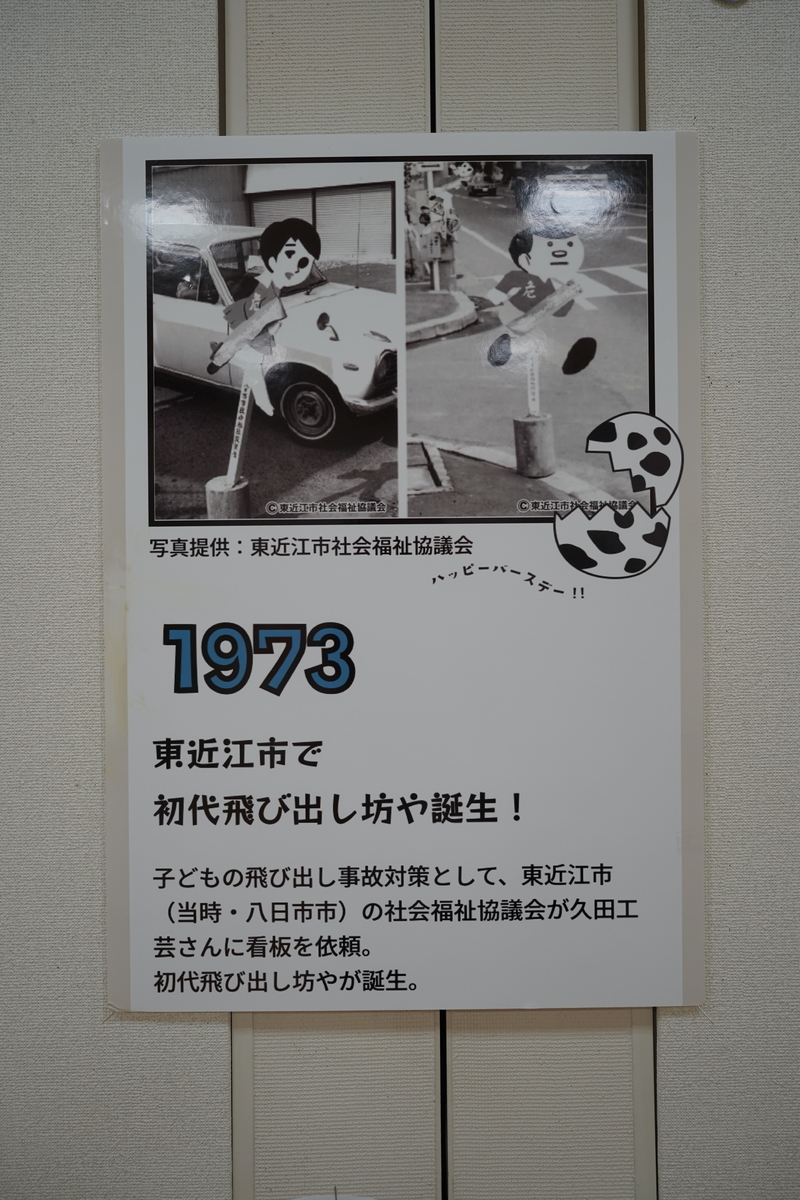 危
危
©東近江市社会福祉協議会
©東近江市社会福祉協議会
写真提供：東近江市社会福祉協議会
ハッピーバースデー!!
1973
東近江市で
初代飛び出し坊や誕生！
子どもの飛び出し事故対策として、東近江市
（当時・八日市市）の社会福祉協議会が久田工
芸さんに看板を依頼。
初代飛び出し坊やが誕生。